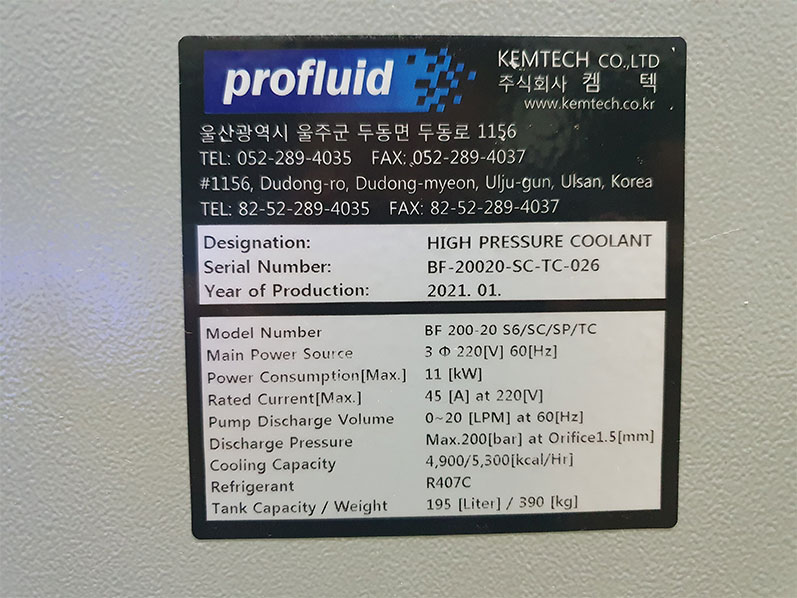 profluid
KEMTECH CO.,LTD
주식회사 켐 텍
www.kemtech.co.kr
울산광역시 울주군 두동면 두동로 1156
TEL: 052-289-4035 FAX: 052-289-4037
#1156, Dudong-ro, Dudong-myeon, Ulju-gun, Ulsan, Korea
TEL: 82-52-289-4035 FAX: 82-52-289-4037
Designation: HIGH PRESSURE COOLANT
Serial Number: BF-20020-SC-TC-026
Year of Production: 2021. 01.
Model Number BF 200-20 S6/SC/SP/TC
Main Power Source 3 Φ 220[V] 60[Hz]
Power Consumption[Max.] 11 [kW]
Rated Current[Max.] 45 [A] at 220[V]
Pump Discharge Volume 0~20 [LPM] at 60[Hz]
Discharge Pressure Max.200[bar] at Orifice1.5[mm]
Cooling Capacity 4,900/5,300[kcal/Hr]
Refrigerant R407C
Tank Capacity / Weight 195 [Liter] / 390 [kg]